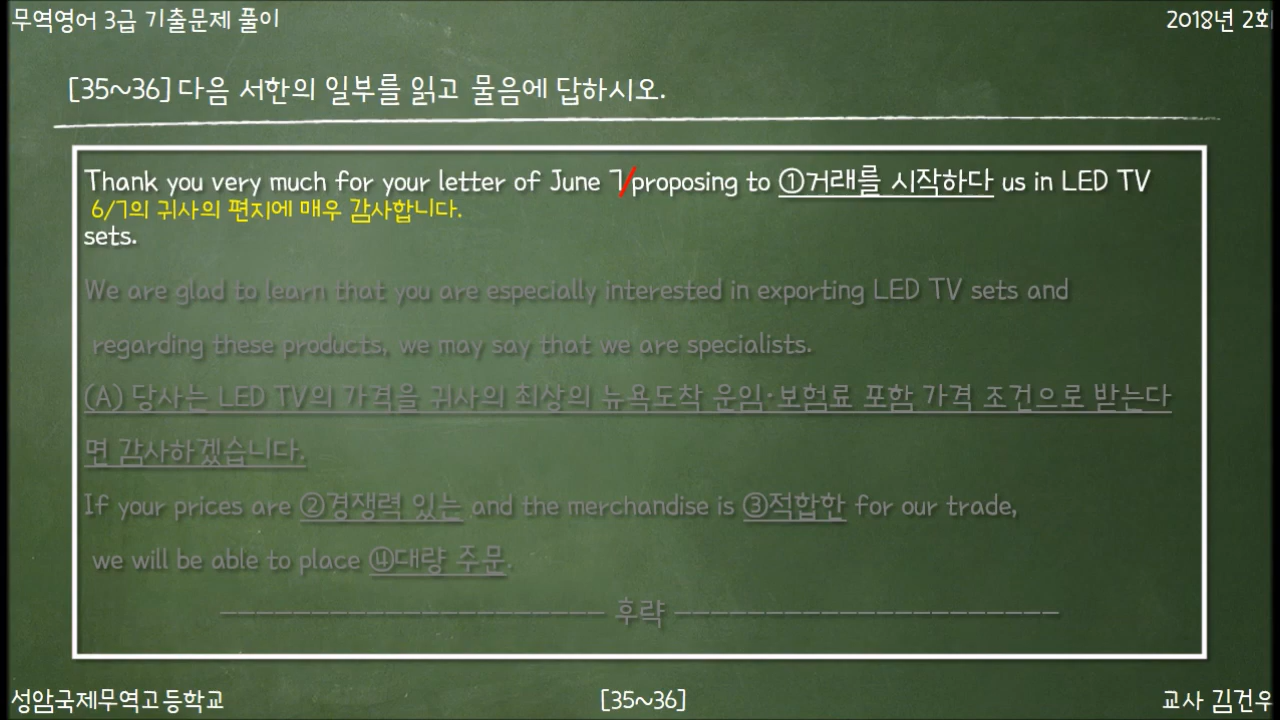 무역영어 3급 기출문제 풀이
2018년 2회
[35~36] 다음 서한의 일부를 읽고 물음에 답하시오.
Thank you very much for your letter of June 7/proposing to ①거래를 시작하다 us in LED TV
6/7의 귀사의 편지에 매우 감사합니다.
sets.
We are glad to learn that you are especially interested in exporting LED TV sets and
regarding these products, we may say that we are specialists.
(A) 당사는 LED TV의 가격을 귀사의 최상의 뉴욕도착 운임·보험료 포함 가격 조건으로 받는다
면 감사하겠습니다.
If your prices are ②경쟁력 있는 and the merchandise is ③적합한 for our trade,
we will be able to place ④대량 주문.
――――――――――――――――――――― 후략 ―――――――――――――――――――――
성암국제무역고등학교
[35~36]
교사 김건우